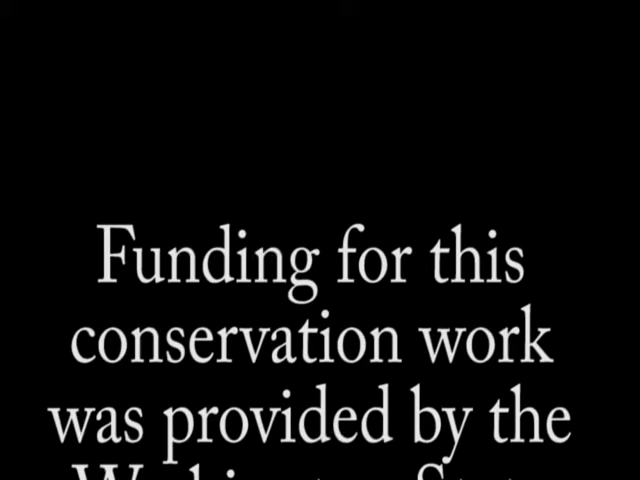 Funding for this
conservation work
was provided by the